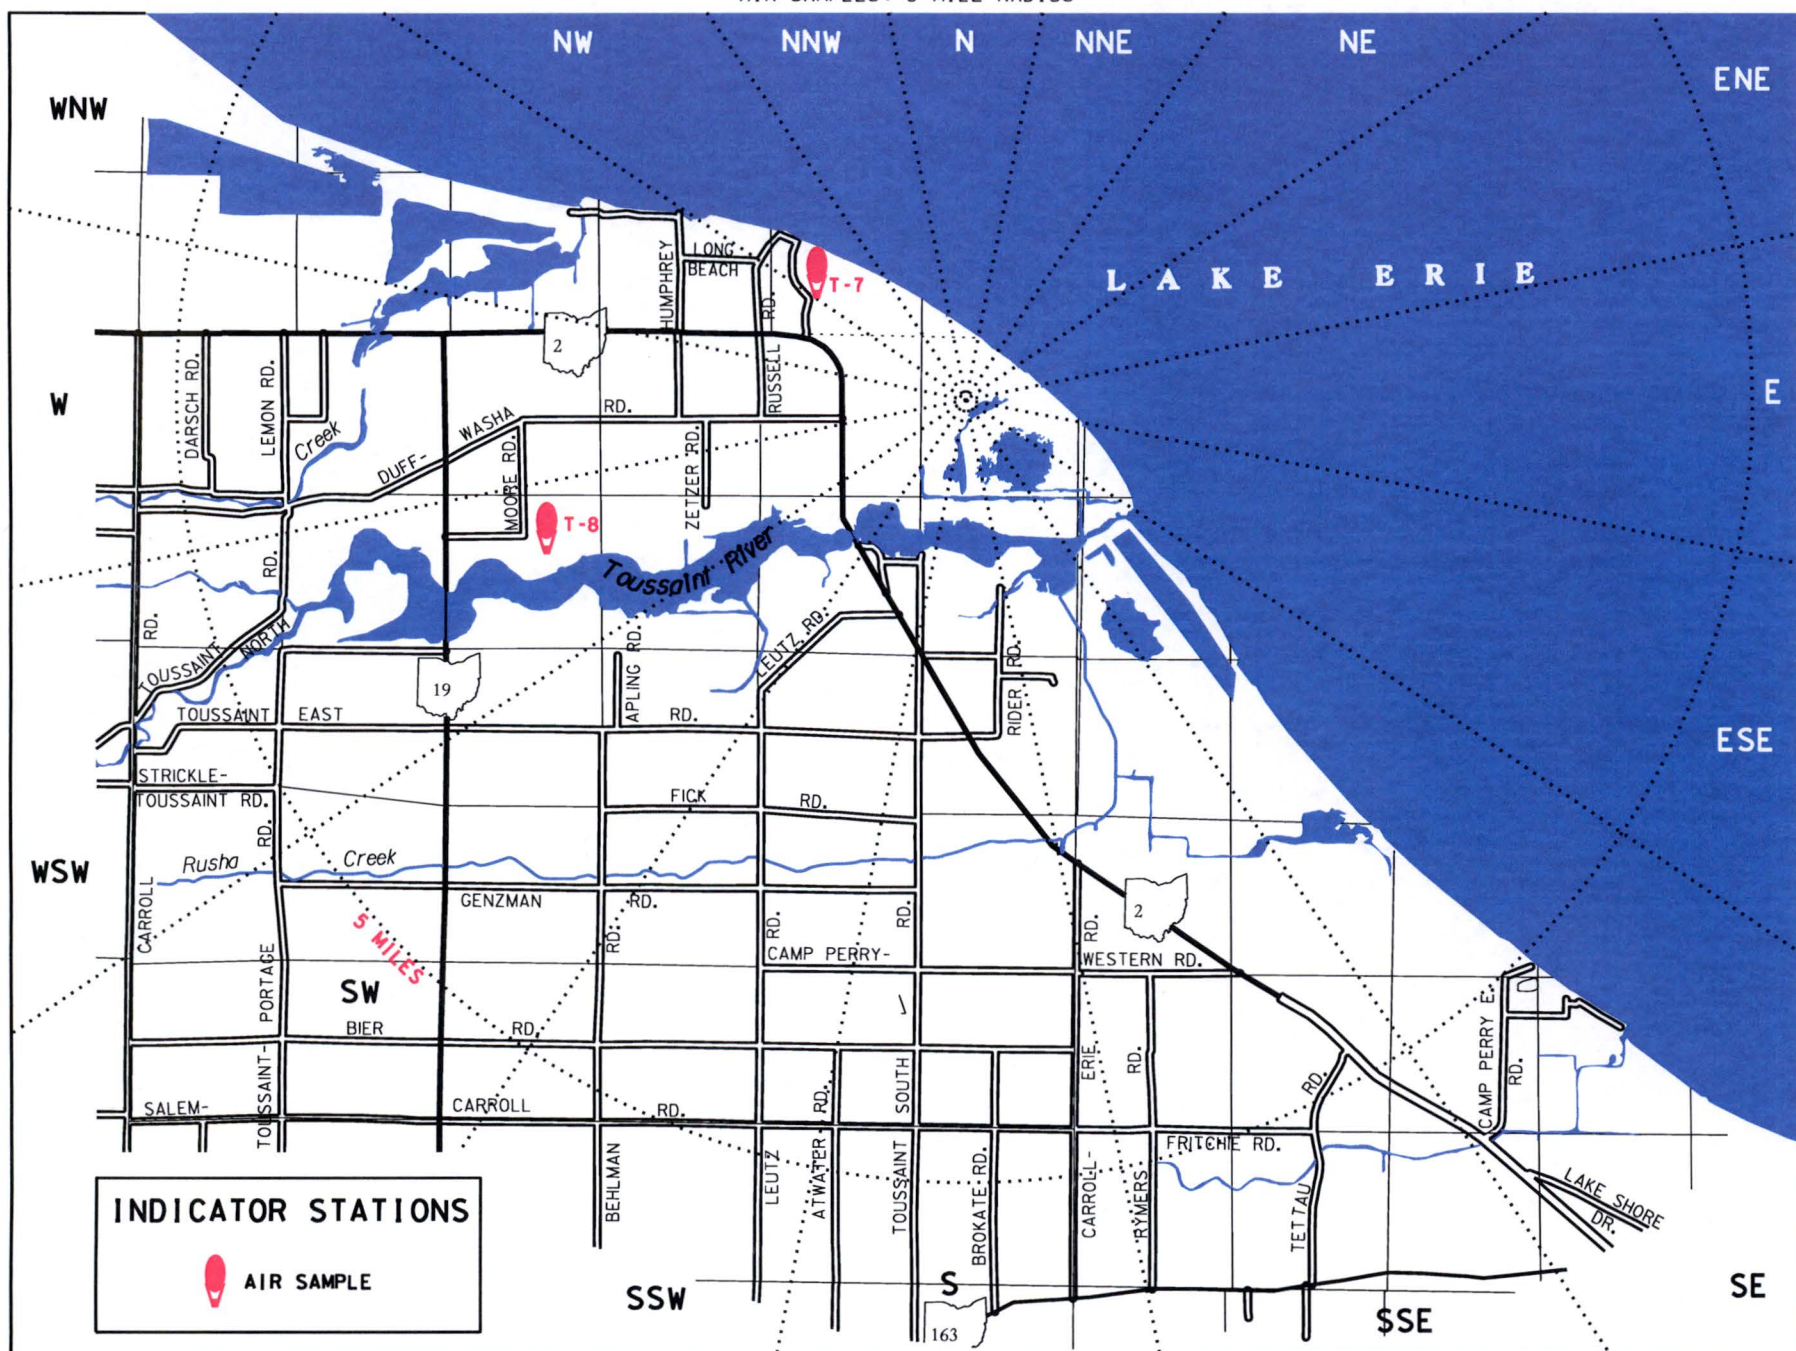 NW
NNW
N
NNE
NE
ENE
WNW
LAKE ERIE
HUMPHREY
LONG
BEACH
RD.
T-7
2
RUSSELL
W
DARSCH RD.
LEMON RD.
Creek
DUFF-
WASHA
RD.
MOORE RD.
ZETZER RD.
E
T-8
Toussaint River
RD.
RD.
TOUSSAINT
NORTH
19
APLING RD.
LEUTZ RD.
RIDER
RD.
TOUSSAINT
EAST
RD.
ESE
STRICKLE-
TOUSSAINT RD.
FICK
RD.
RD.
WSW
Rusha
Creek
CARROLL
GENZMAN
RD.
5 MILES
SW
PORTAGE
RD.
RD.
RD.
CAMP PERRY-
RD.
WESTERN RD.
2
BIER
RD.
CAMP PERRY E.
RD.
SALEM-
TOUSSAINT-
CARROLL
RD.
RD.
SOUTH
ERIE
RD.
RD.
FRITCHIE RD.
BEHLMAN
LEUTZ
ATWATER
TOUSSAINT
BROKATE RD.
CARROLL-
RYMERS
TETTAU
LAKE SHORE
DR.
INDICATOR STATIONS
AIR SAMPLE
SSW
S
163
SSE
SE